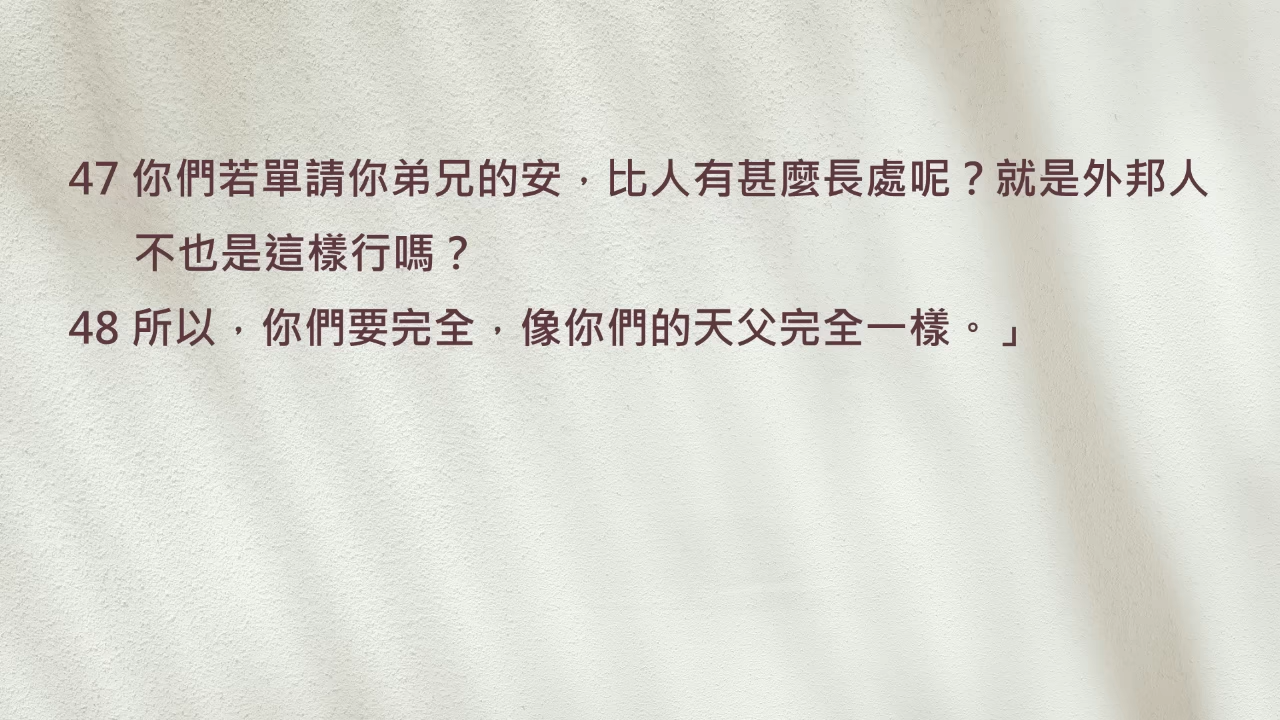 47 你們若單請你弟兄的安，比人有甚麼長處呢？就是外邦人
不也是這樣行嗎？
48 所以，你們要完全，像你們的天父完全一樣。」